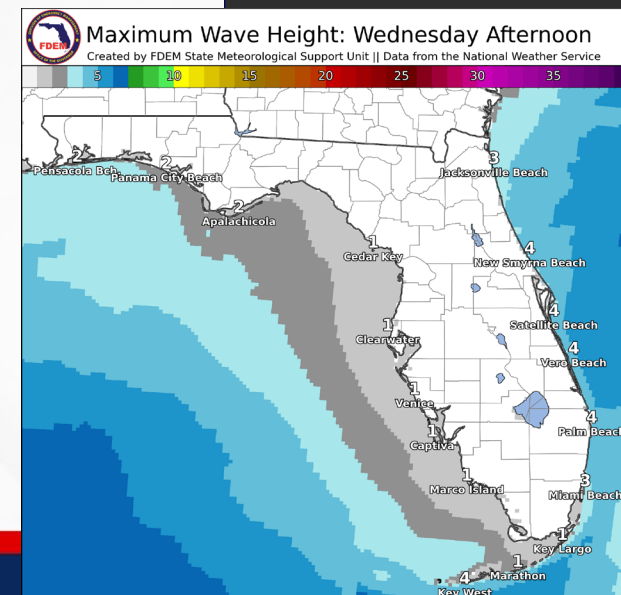 Maximum Wave Height: Wednesday Afternoon
Created by FDEM State Meteorological Support Unit || Data from the National Weather Service
FDEM
5 10 15 20 25 30 35
2
Pensacola Bch.
2
Panama City Beach
2
Apalachicola
3
Jacksonville Beach
1
Cedar Key
4
New Smyrna Beach
4
Satellite Beach
1
Clearwater
4
Vero Beach
1
Venice
4
Palm Beac
1
Captiva
1
Marco Island
3
Miami Beach
1
Key Largo
1
Marathon
4
Key West